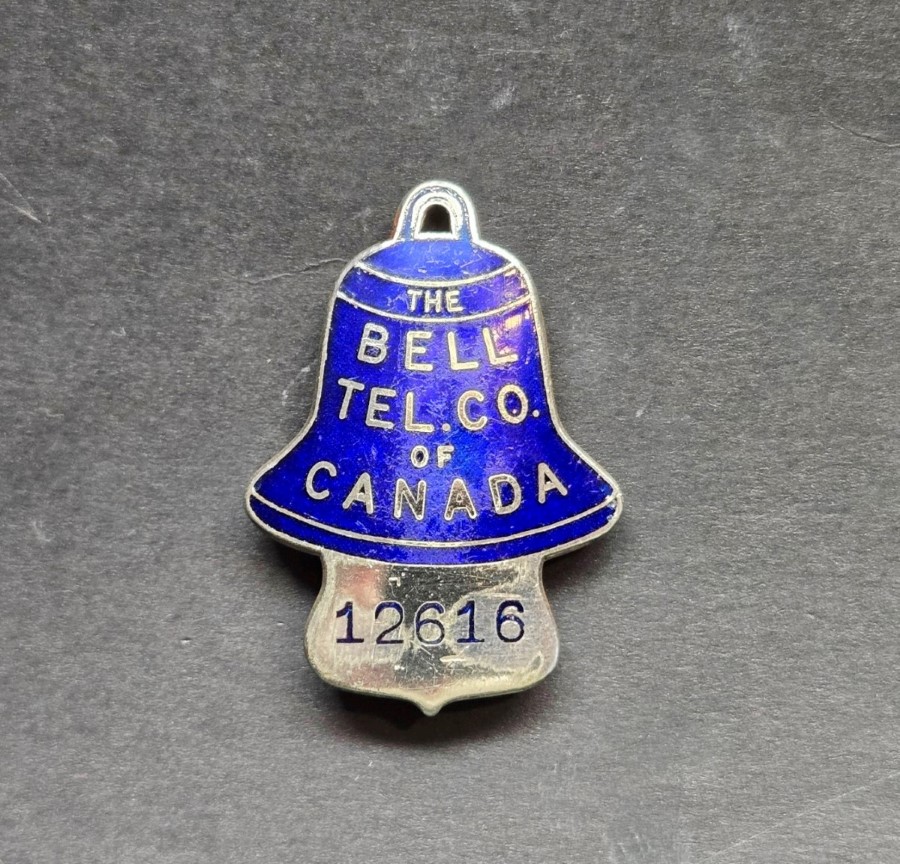 THE
BELL
TEL.CO.
OF
CANADA
12616